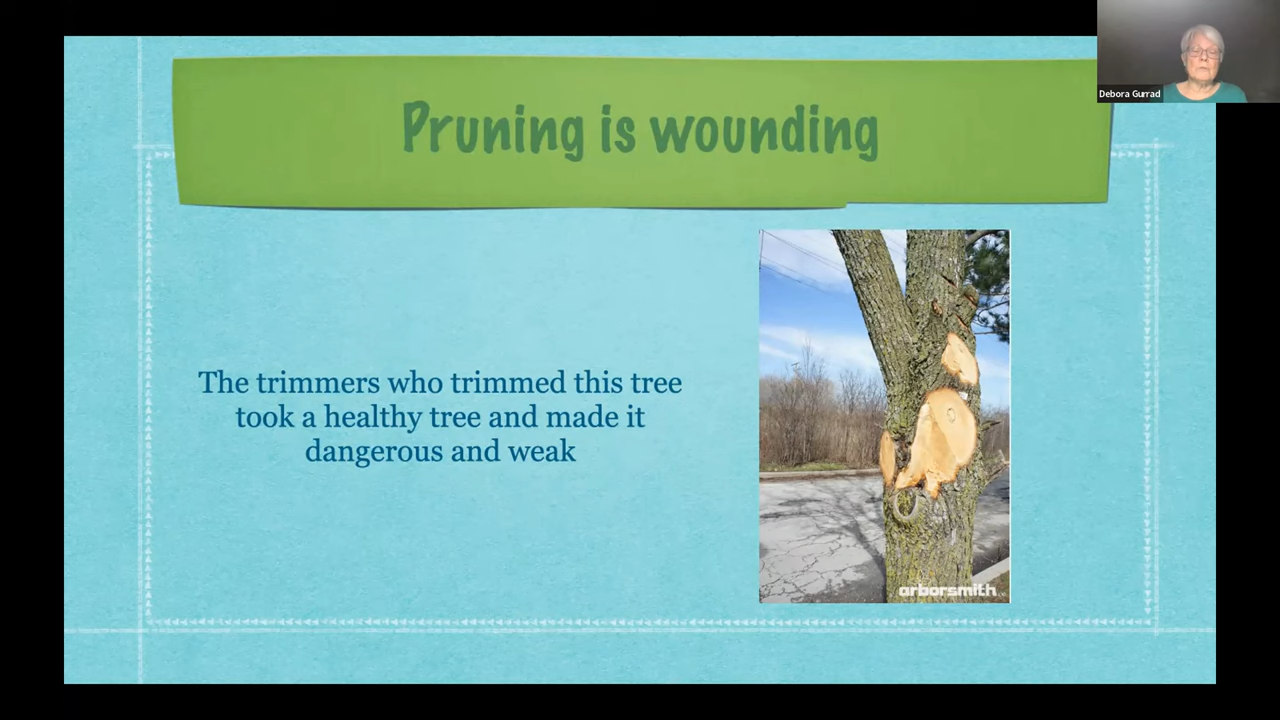 Pruning is wounding
Debora Gurrad
The trimmers who trimmed this tree
took a healthy tree and made it
dangerous and weak
arborsmith